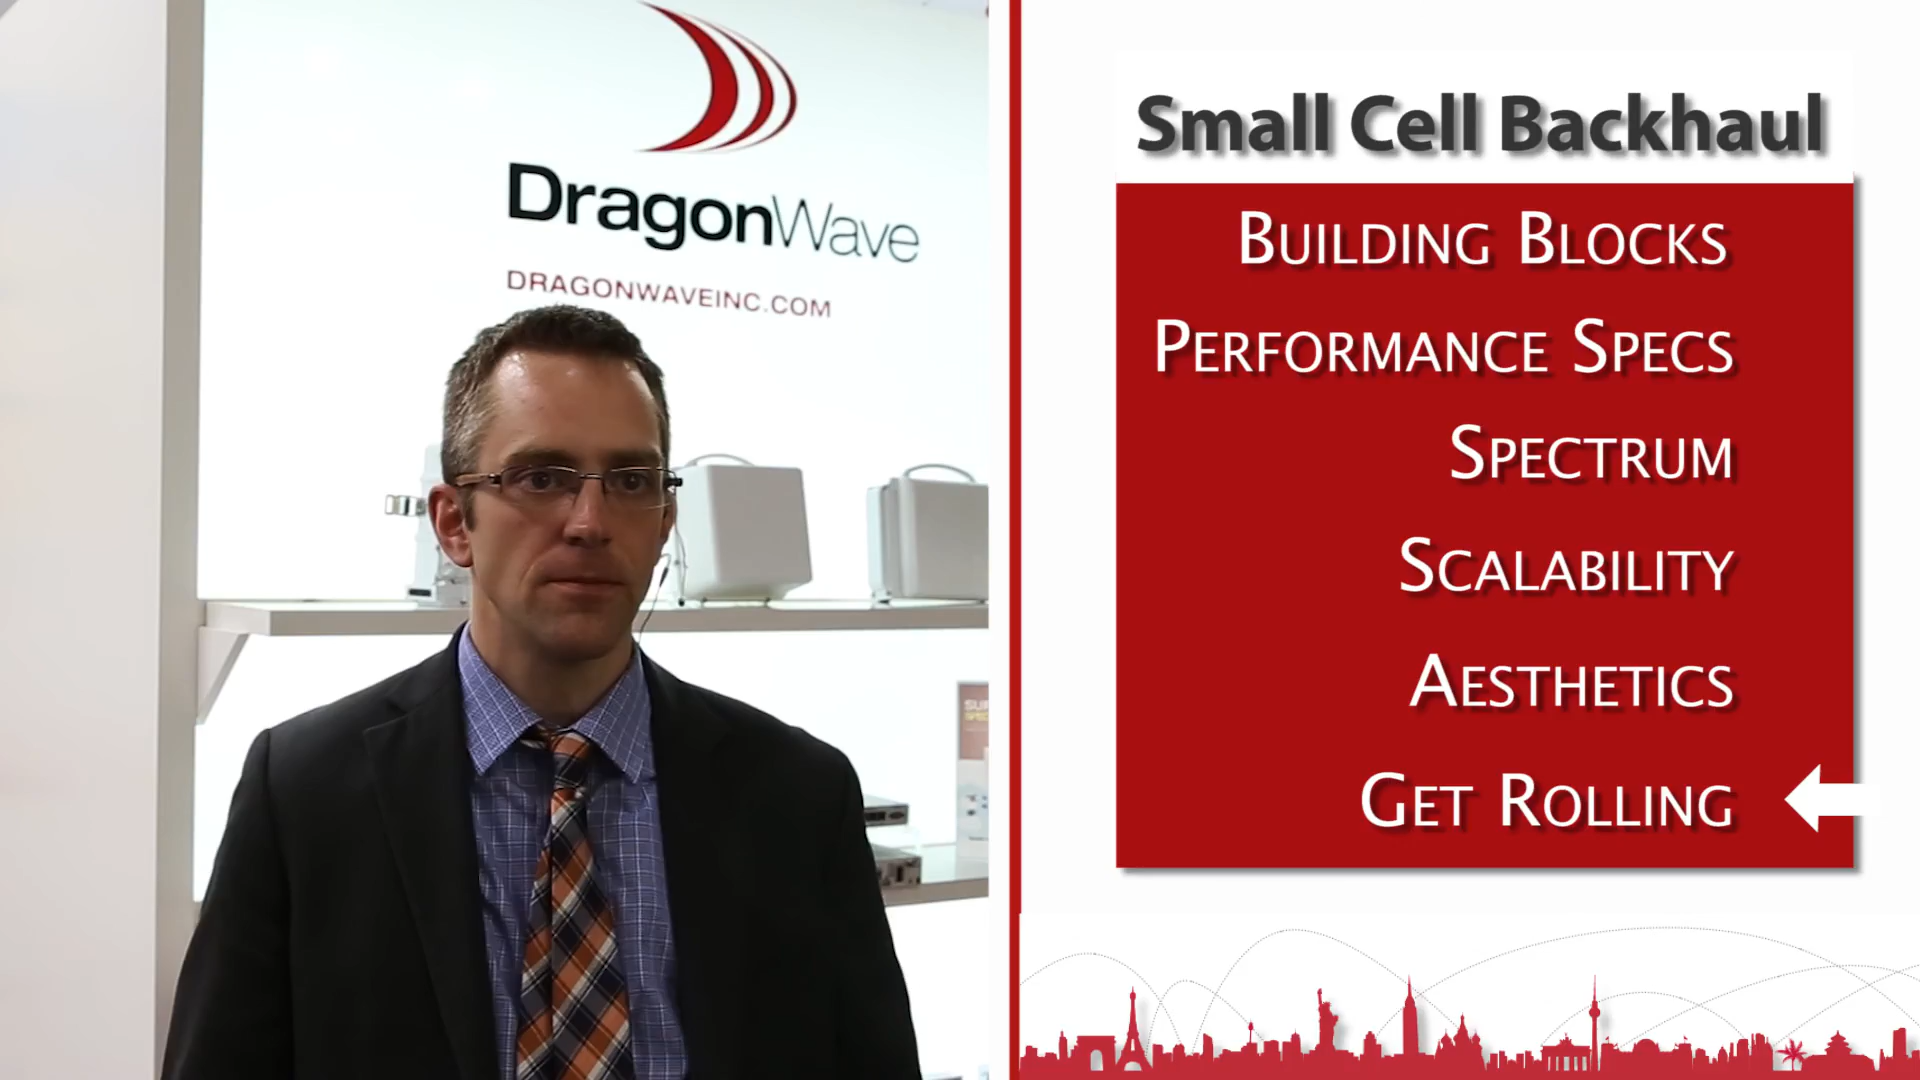 DragonWave
DRAGONWAVEINC.COM
Small Cell Backhaul
BUILDING BLOCKS
PERFORMANCE SPECS
SPECTRUM
SCALABILITY
AESTHETICS
GET ROLLING